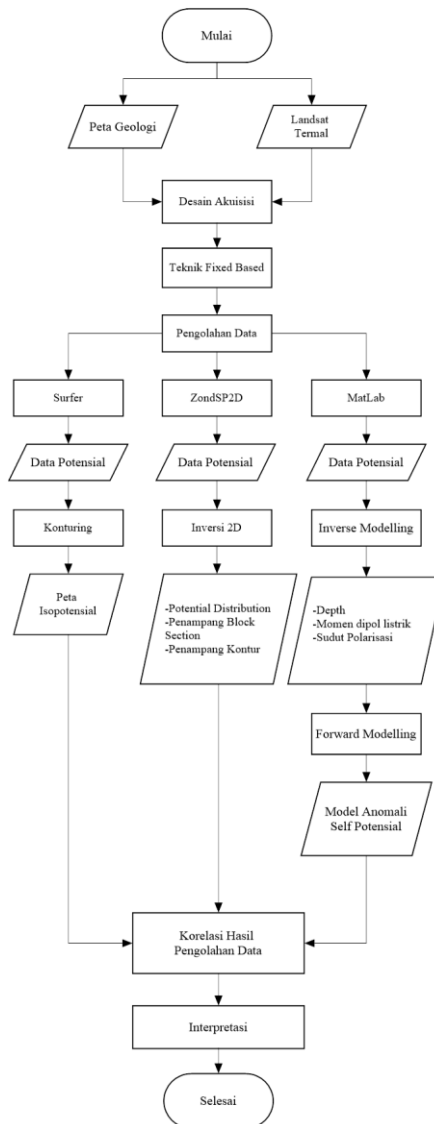 Mulai
Peta Geologi
Landsat
Termal
Desain Akuisisi
Teknik Fixed Based
Pengolahan Data
Surfer
ZondSP2D
MatLab
Data Potensial
Data Potensial
Data Potensial
Konturing
Inversi 2D
Inverse Modelling
Peta
Isopotensial
-Potential Distribution
-Penampang Block
Section
-Penampang Kontur
-Depth
-Momen dipol listrik
-Sudut Polarisasi
Forward Modelling
Model Anomali
Self Potensial
Korelasi Hasil
Pengolahan Data
Interpretasi
Selesai